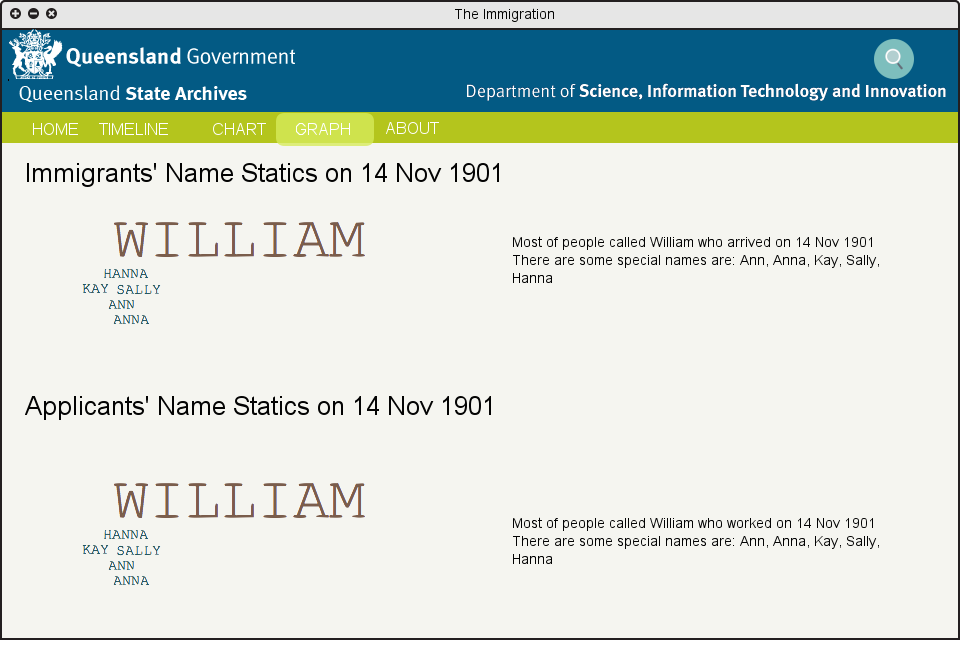 The Immigration
Queensland Government
Queensland State Archives
Department of Science, Information Technology and Innovation
HOME TIMELINE CHART GRAPH ABOUT
Immigrants' Name Statics on 14 Nov 1901
WILLIAM
HANNA
KAY SALLY
ANN
ANNA
Most of people called William who arrived on 14 Nov 1901
There are some special names are: Ann, Anna, Kay, Sally,
Hanna
Applicants' Name Statics on 14 Nov 1901
WILLIAM
HANNA
KAY SALLY
ANN
ANNA
Most of people called William who worked on 14 Nov 1901
There are some special names are: Ann, Anna, Kay, Sally,
Hanna